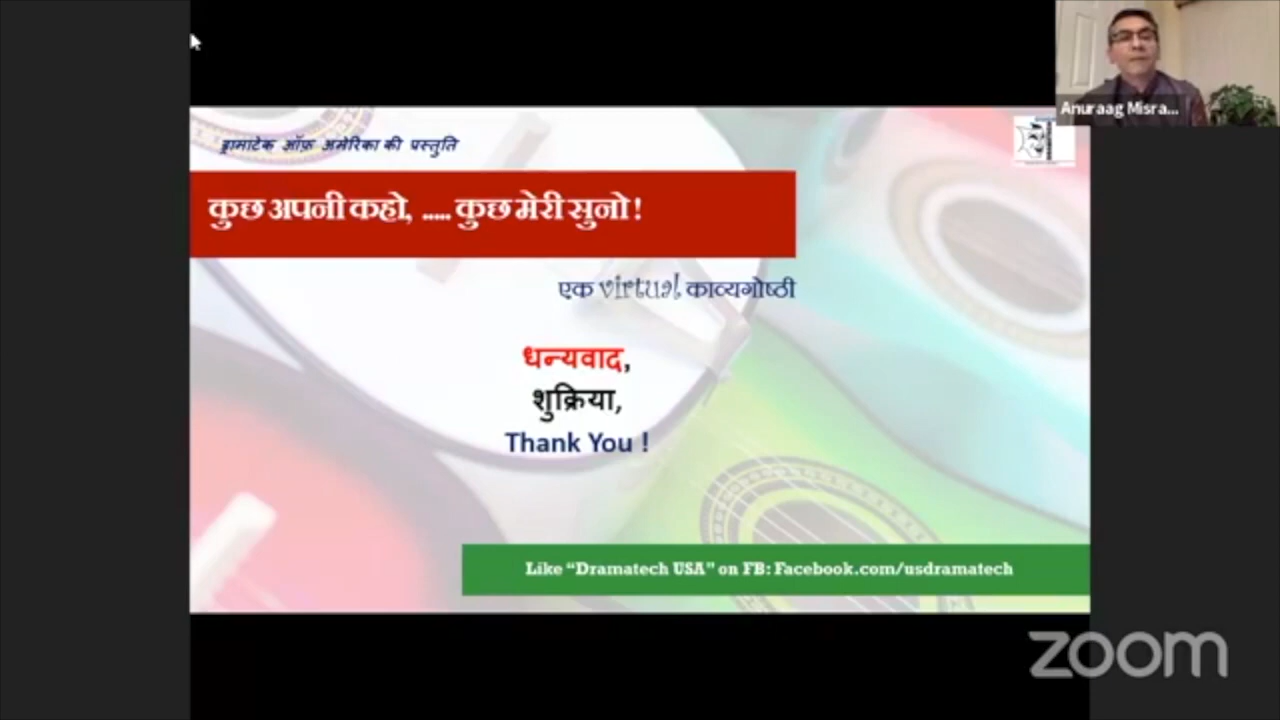 Anuraag Misra...
ड्रामाटेक ऑफ़ अमेरिका की प्रस्तुति
कुछ अपनी कहो, ..... कुछ मेरी सुनो !
एक virtual काव्यगोष्ठी
धन्यवाद,
शुक्रिया,
Thank You !
Like “Dramatech USA” on FB: Facebook.com/usdramatech
zoom